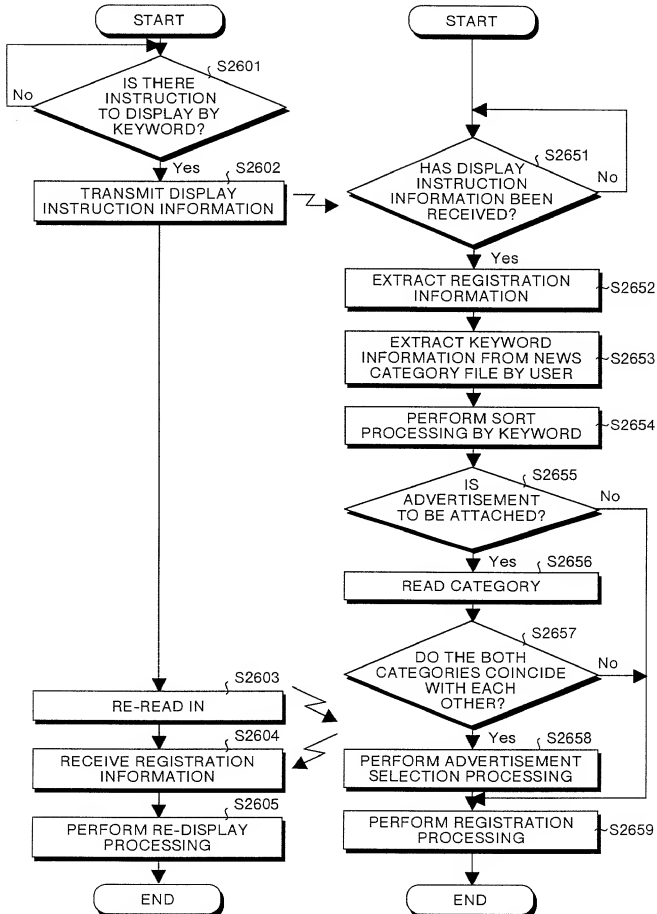 START
S2601
IS THERE
INSTRUCTION
TO DISPLAY BY
KEYWORD?
No
Yes
S2602
TRANSMIT DISPLAY
INSTRUCTION INFORMATION
S2603
RE-READ IN
S2604
RECEIVE REGISTRATION
INFORMATION
S2605
PERFORM RE-DISPLAY
PROCESSING
END
START
S2651
HAS DISPLAY
INSTRUCTION
INFORMATION BEEN
RECEIVED?
No
Yes
EXTRACT REGISTRATION
INFORMATION
S2652
EXTRACT KEYWORD
INFORMATION FROM NEWS
CATEGORY FILE BY USER
S2653
PERFORM SORT
PROCESSING BY KEYWORD
S2654
S2655
IS
ADVERTISEMENT
TO BE ATTACHED?
No
Yes
S2656
READ CATEGORY
S2657
DO THE BOTH
CATEGORIES COINCIDE
WITH EACH
OTHER?
No
Yes
S2658
PERFORM ADVERTISEMENT
SELECTION PROCESSING
PERFORM REGISTRATION
PROCESSING
S2659
END